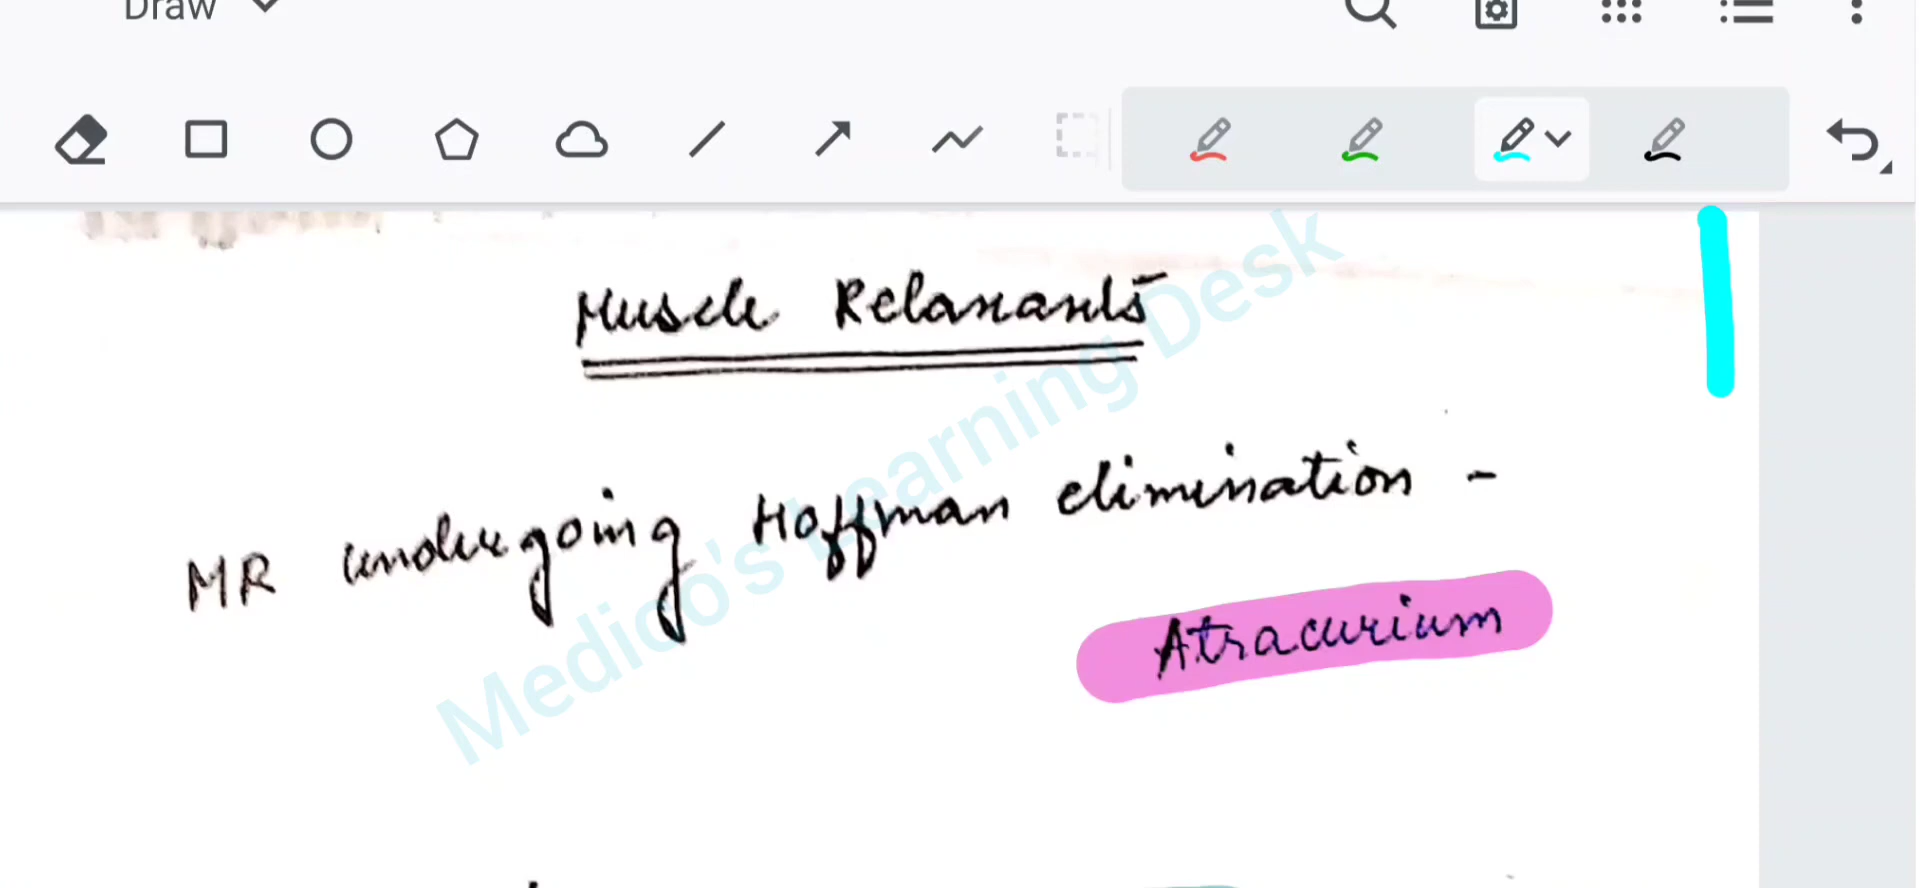 Draw
Muscle Relaxants
MR undergoing Hoffman elimination -
Atracurium
Medico's Learning Desk